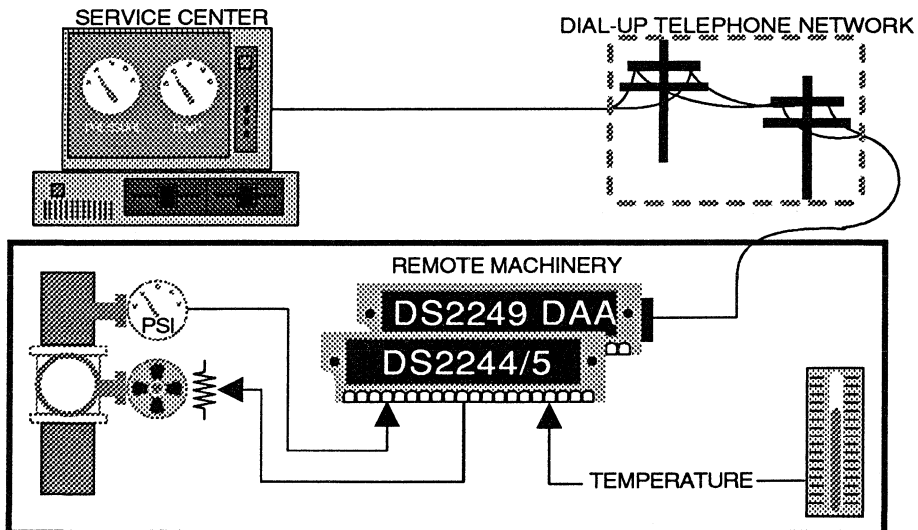 SERVICE CENTER
DIAL-UP TELEPHONE NETWORK
REMOTE MACHINERY
DS2249 DAA
PSI
DS2244/5
TEMPERATURE